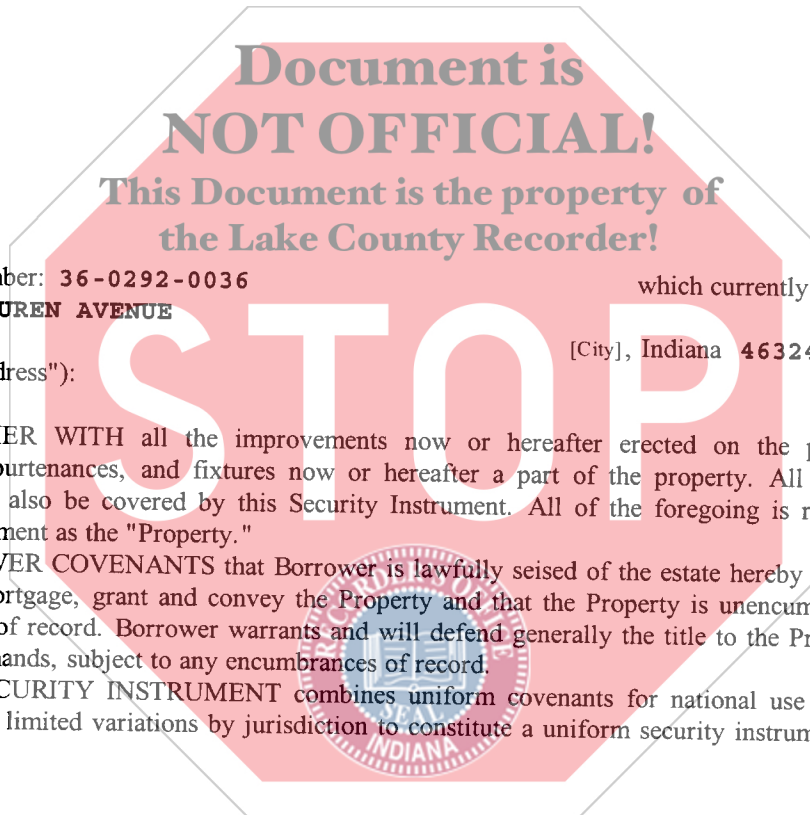 Document is
NOT OFFICIAL!
This Document is the property of
the Lake County Recorder!
ber: 36-0292-0036 which currently
UREN AVENUE
[City], Indiana 46324
dress"):
STOP
ER WITH all the improvements now or hereafter erected on the p
purtenances, and fixtures now or hereafter a part of the property. All
also be covered by this Security Instrument. All of the foregoing is r
ment as the "Property."
VER COVENANTS that Borrower is lawfully seised of the estate hereby
ortgage, grant and convey the Property and that the Property is unencum
of record. Borrower warrants and will defend generally the title to the Pr
ands, subject to any encumbrances of record.
CURITY INSTRUMENT combines uniform covenants for national use
limited variations by jurisdiction to constitute a uniform security instrum
SEAL
INDIANA